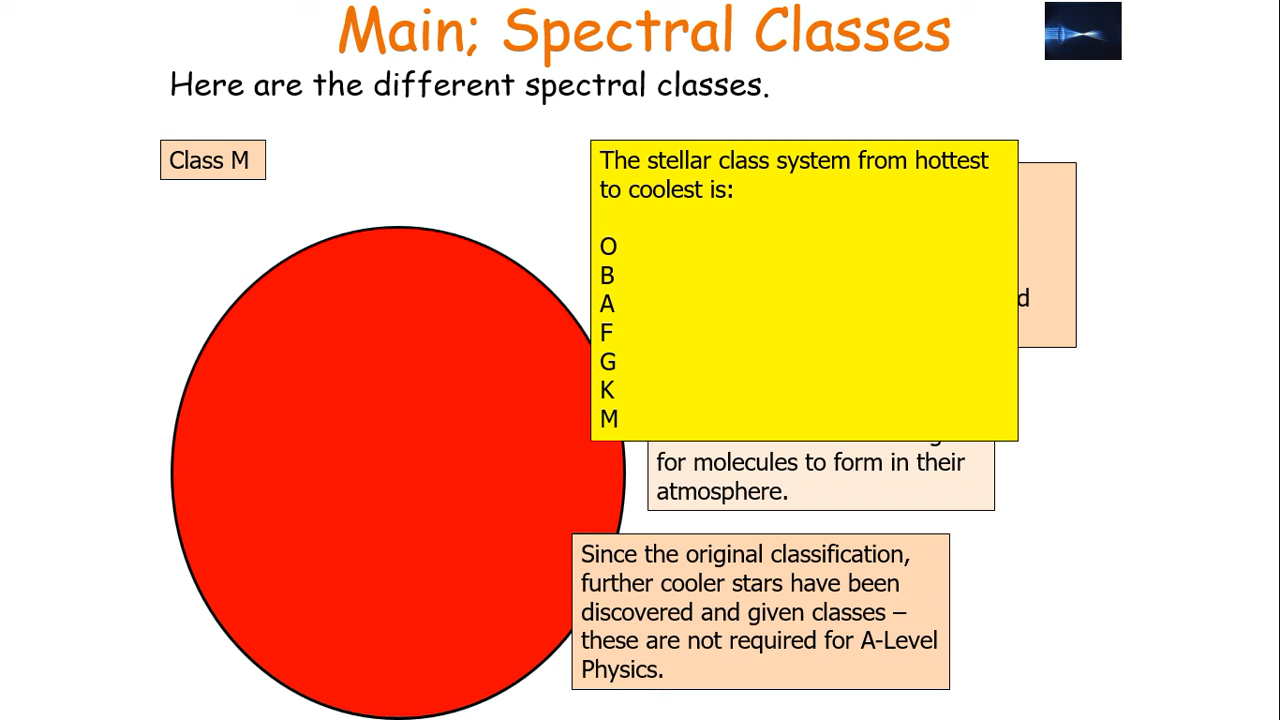 Main; Spectral Classes
Here are the different spectral classes.
Class M
The stellar class system from hottest
to coolest is:
O
B
A
F
G
K
M
d
for molecules to form in their
atmosphere.
Since the original classification,
further cooler stars have been
discovered and given classes –
these are not required for A-Level
Physics.